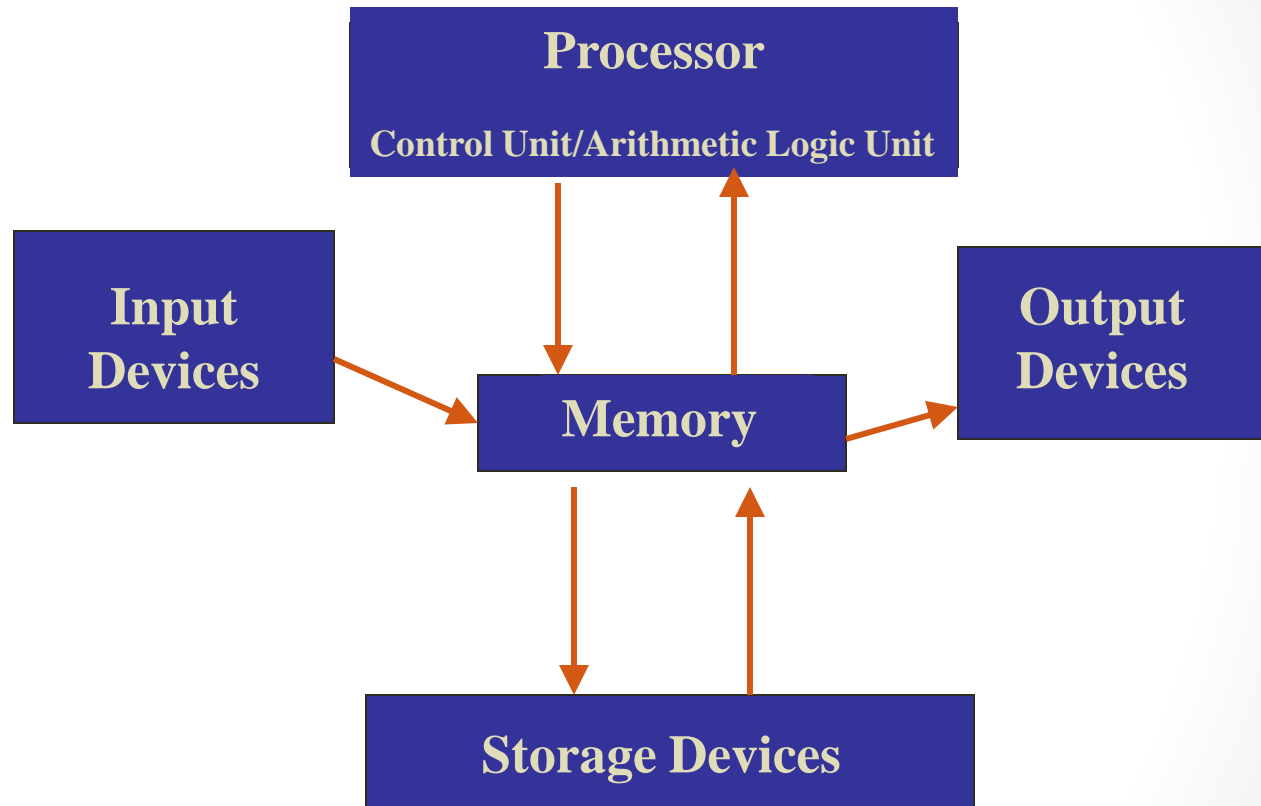 Processor
Control Unit/Arithmetic Logic Unit
Input
Devices
Output
Devices
Memory
Storage Devices